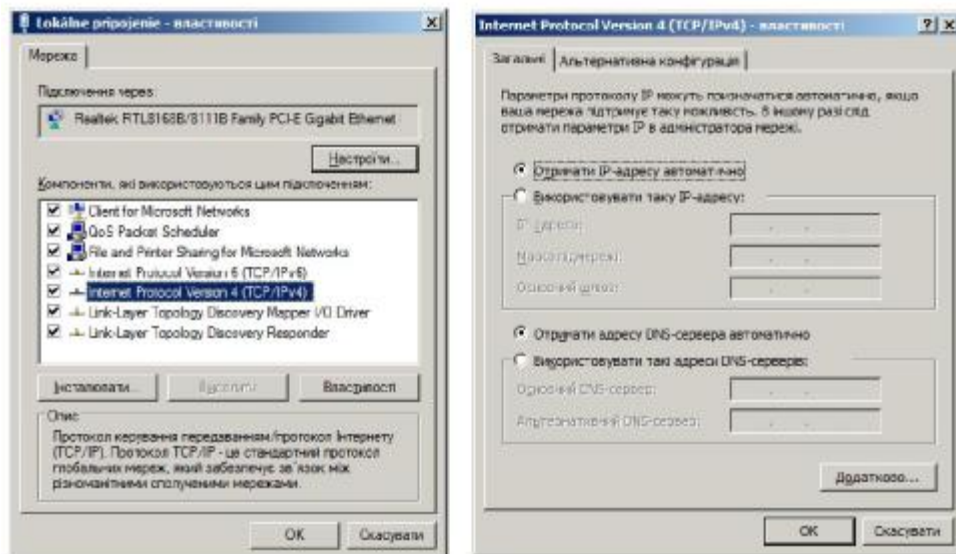 Lokálne pripojenie - властивості
Мережа
Підключення через:
Realtek RTL8168B/8111B Family PCI-E Gigabit Ethernet
Настроїти...
Компоненти, які використовуються цим підключенням:
Client for Microsoft Networks
QoS Packet Scheduler
File and Printer Sharing for Microsoft Networks
Internet Protocol Version 6 (TCP/IPv6)
Internet Protocol Version 4 (TCP/IPv4)
Link-Layer Topology Discovery Mapper I/O Driver
Link-Layer Topology Discovery Responder
Інсталювати...
Видалити
Властивості
Опис
Протокол керування передаванням/протокол Інтернету
(TCP/IP). Протокол TCP/IP - це стандартний протокол
глобальних мереж, який забезпечує зв`язок між
різноманітними сполученими мережами.
OK
Скасувати
Internet Protocol Version 4 (TCP/IPv4) - властивості
Загальні
Альтернативна конфігурація
Параметри протоколу IP можуть призначатися автоматично, якщо
ваша мережа підтримує таку можливість. В іншому разі слід
отримати параметри IP в адміністратора мережі.
Отримати IP-адресу автоматично
Використовувати таку IP-адресу:
IP-адреса:
Маска підмережі:
Основний шлюз:
Отримати адресу DNS-сервера автоматично
Використовувати такі адреси DNS-серверів:
Основний DNS-сервер:
Альтернативний DNS-сервер:
Додатково...
OK
Скасувати